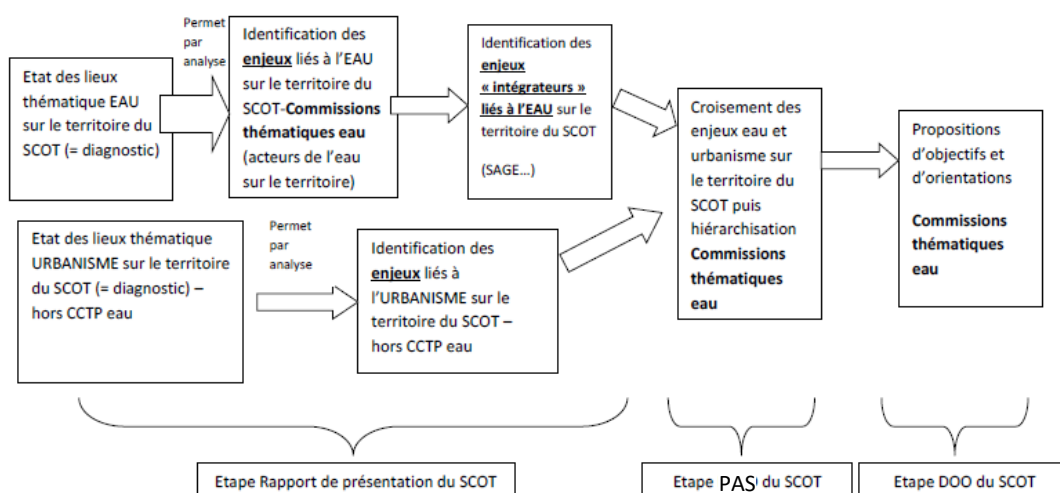 Permet
par
analyse
Etat des lieux
thématique EAU
sur le territoire du
SCOT (= diagnostic)
Identification des
enjeux liés à l'EAU
sur le territoire du
SCOT-Commissions
thématiques eau
(acteurs de l'eau
sur le territoire)
Identification des
enjeux
« intégrateurs »
liés à l'EAU sur le
territoire du SCOT
(SAGE...)
Etat des lieux thématique
URBANISME sur le territoire
du SCOT (= diagnostic) –
hors CCTP eau
Permet
par
analyse
Identification des
enjeux liés à
l'URBANISME sur le
territoire du SCOT –
hors CCTP eau
Croisement des
enjeux eau et
urbanisme sur
le territoire du
SCOT puis
hiérarchisation
Commissions
thématiques
eau
Propositions
d'objectifs et
d'orientations
Commissions
thématiques
eau
Etape Rapport de présentation du SCOT
Etape PAS du SCOT
Etape DOO du SCOT